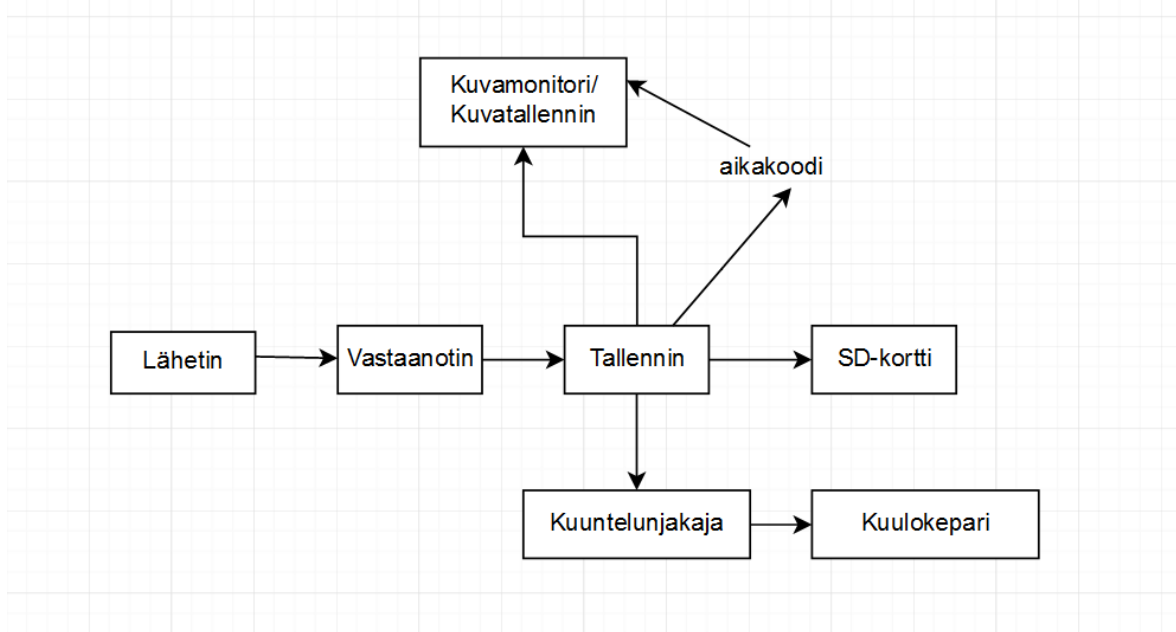 Kuvamonitori/
Kuvatallennin
aikakoodi
Lähetin
Vastaanotin
Tallennin
SD-kortti
Kuuntelunjakaja
Kuulokepari